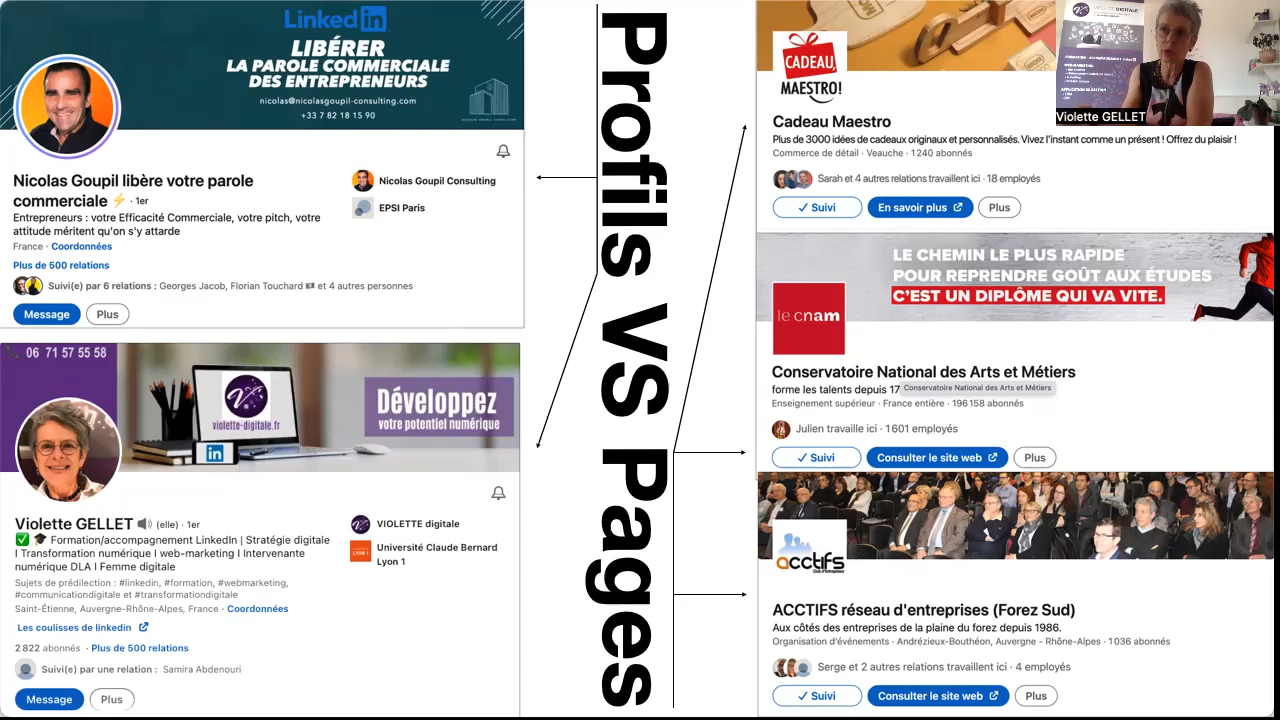 LinkedIn
LIBÉRER
LA PAROLE COMMERCIALE
DES ENTREPRENEURS
nicolas@nicolasgoupil-consulting.com
+33 7 82 18 15 90
Nicolas Goupil libère votre parole
commerciale ⚡ · 1er
Entrepreneurs : votre Efficacité Commerciale, votre pitch, votre
attitude méritent qu'on s'y attarde
France · Coordonnées
Plus de 500 relations
Suivi(e) par 6 relations : Georges Jacob, Florian Touchard et 4 autres personnes
Message
Plus
Nicolas Goupil Consulting
EPSI Paris
06 71 57 55 58
violette-digitale.fr
in
Développez
votre potentiel numérique
Violette GELLET (elle) · 1er
✅ 🎓 Formation/accompagnement LinkedIn | Stratégie digitale
I Transformation numérique I web-marketing I Intervenante
numérique DLA I Femme digitale
Sujets de prédilection : #linkedin, #formation, #webmarketing,
#communicationdigitale et #transformationdigitale
Saint-Étienne, Auvergne-Rhône-Alpes, France · Coordonnées
Les coulisses de linkedin
2 822 abonnés · Plus de 500 relations
Suivi(e) par une relation : Samira Abdenouri
Message
Plus
VIOLETTE digitale
LYON 1
Université Claude Bernard
Lyon 1
Profils VS Pages
CADEAU,
MAESTRO!
Cadeau Maestro
Plus de 3000 idées de cadeaux originaux et personnalisés. Vivez l'instant comme un présent ! Offrez du plaisir !
Commerce de détail · Veauche · 1 240 abonnés
Sarah et 4 autres relations travaillent ici · 18 employés
✓ Suivi
En savoir plus
Plus
Violette GELLET
LE CHEMIN LE PLUS RAPIDE
POUR REPRENDRE GOÛT AUX ÉTUDES
C'EST UN DIPLÔME QUI VA VITE.
le cnam
Conservatoire National des Arts et Métiers
forme les talents depuis 17
Conservatoire National des Arts et Métiers
Enseignement supérieur · France entière · 196 158 abonnés
Julien travaille ici · 1 601 employés
✓ Suivi
Consulter le site web
Plus
acctifs
Club d'Entreprises
ACCTIFS réseau d'entreprises (Forez Sud)
Aux côtés des entreprises de la plaine du forez depuis 1986.
Organisation d'événements · Andrézieux-Bouthéon, Auvergne - Rhône-Alpes · 1 036 abonnés
Serge et 2 autres relations travaillent ici · 4 employés
✓ Suivi
Consulter le site web
Plus